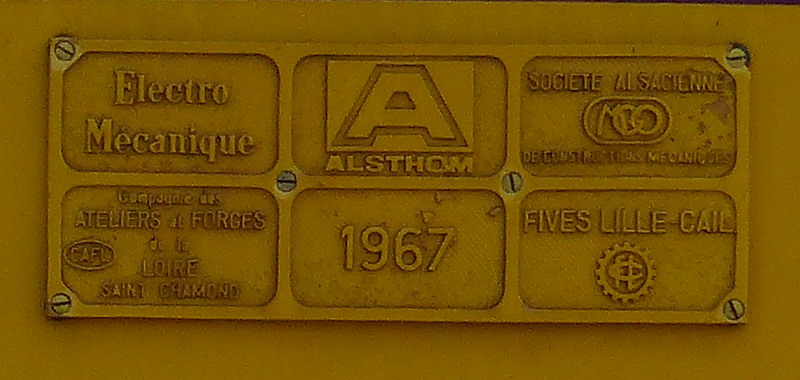 Electro
Mécanique
A
ALSTHOM
SOCIETE ALSACIENNE
DE CONSTRUCTIONS MECANIQUES
Compagnie des
ATELIERS et FORGES
de la
CAFL
LOIRE
SAINT CHAMOND
1967
FIVES LILLE-CAIL